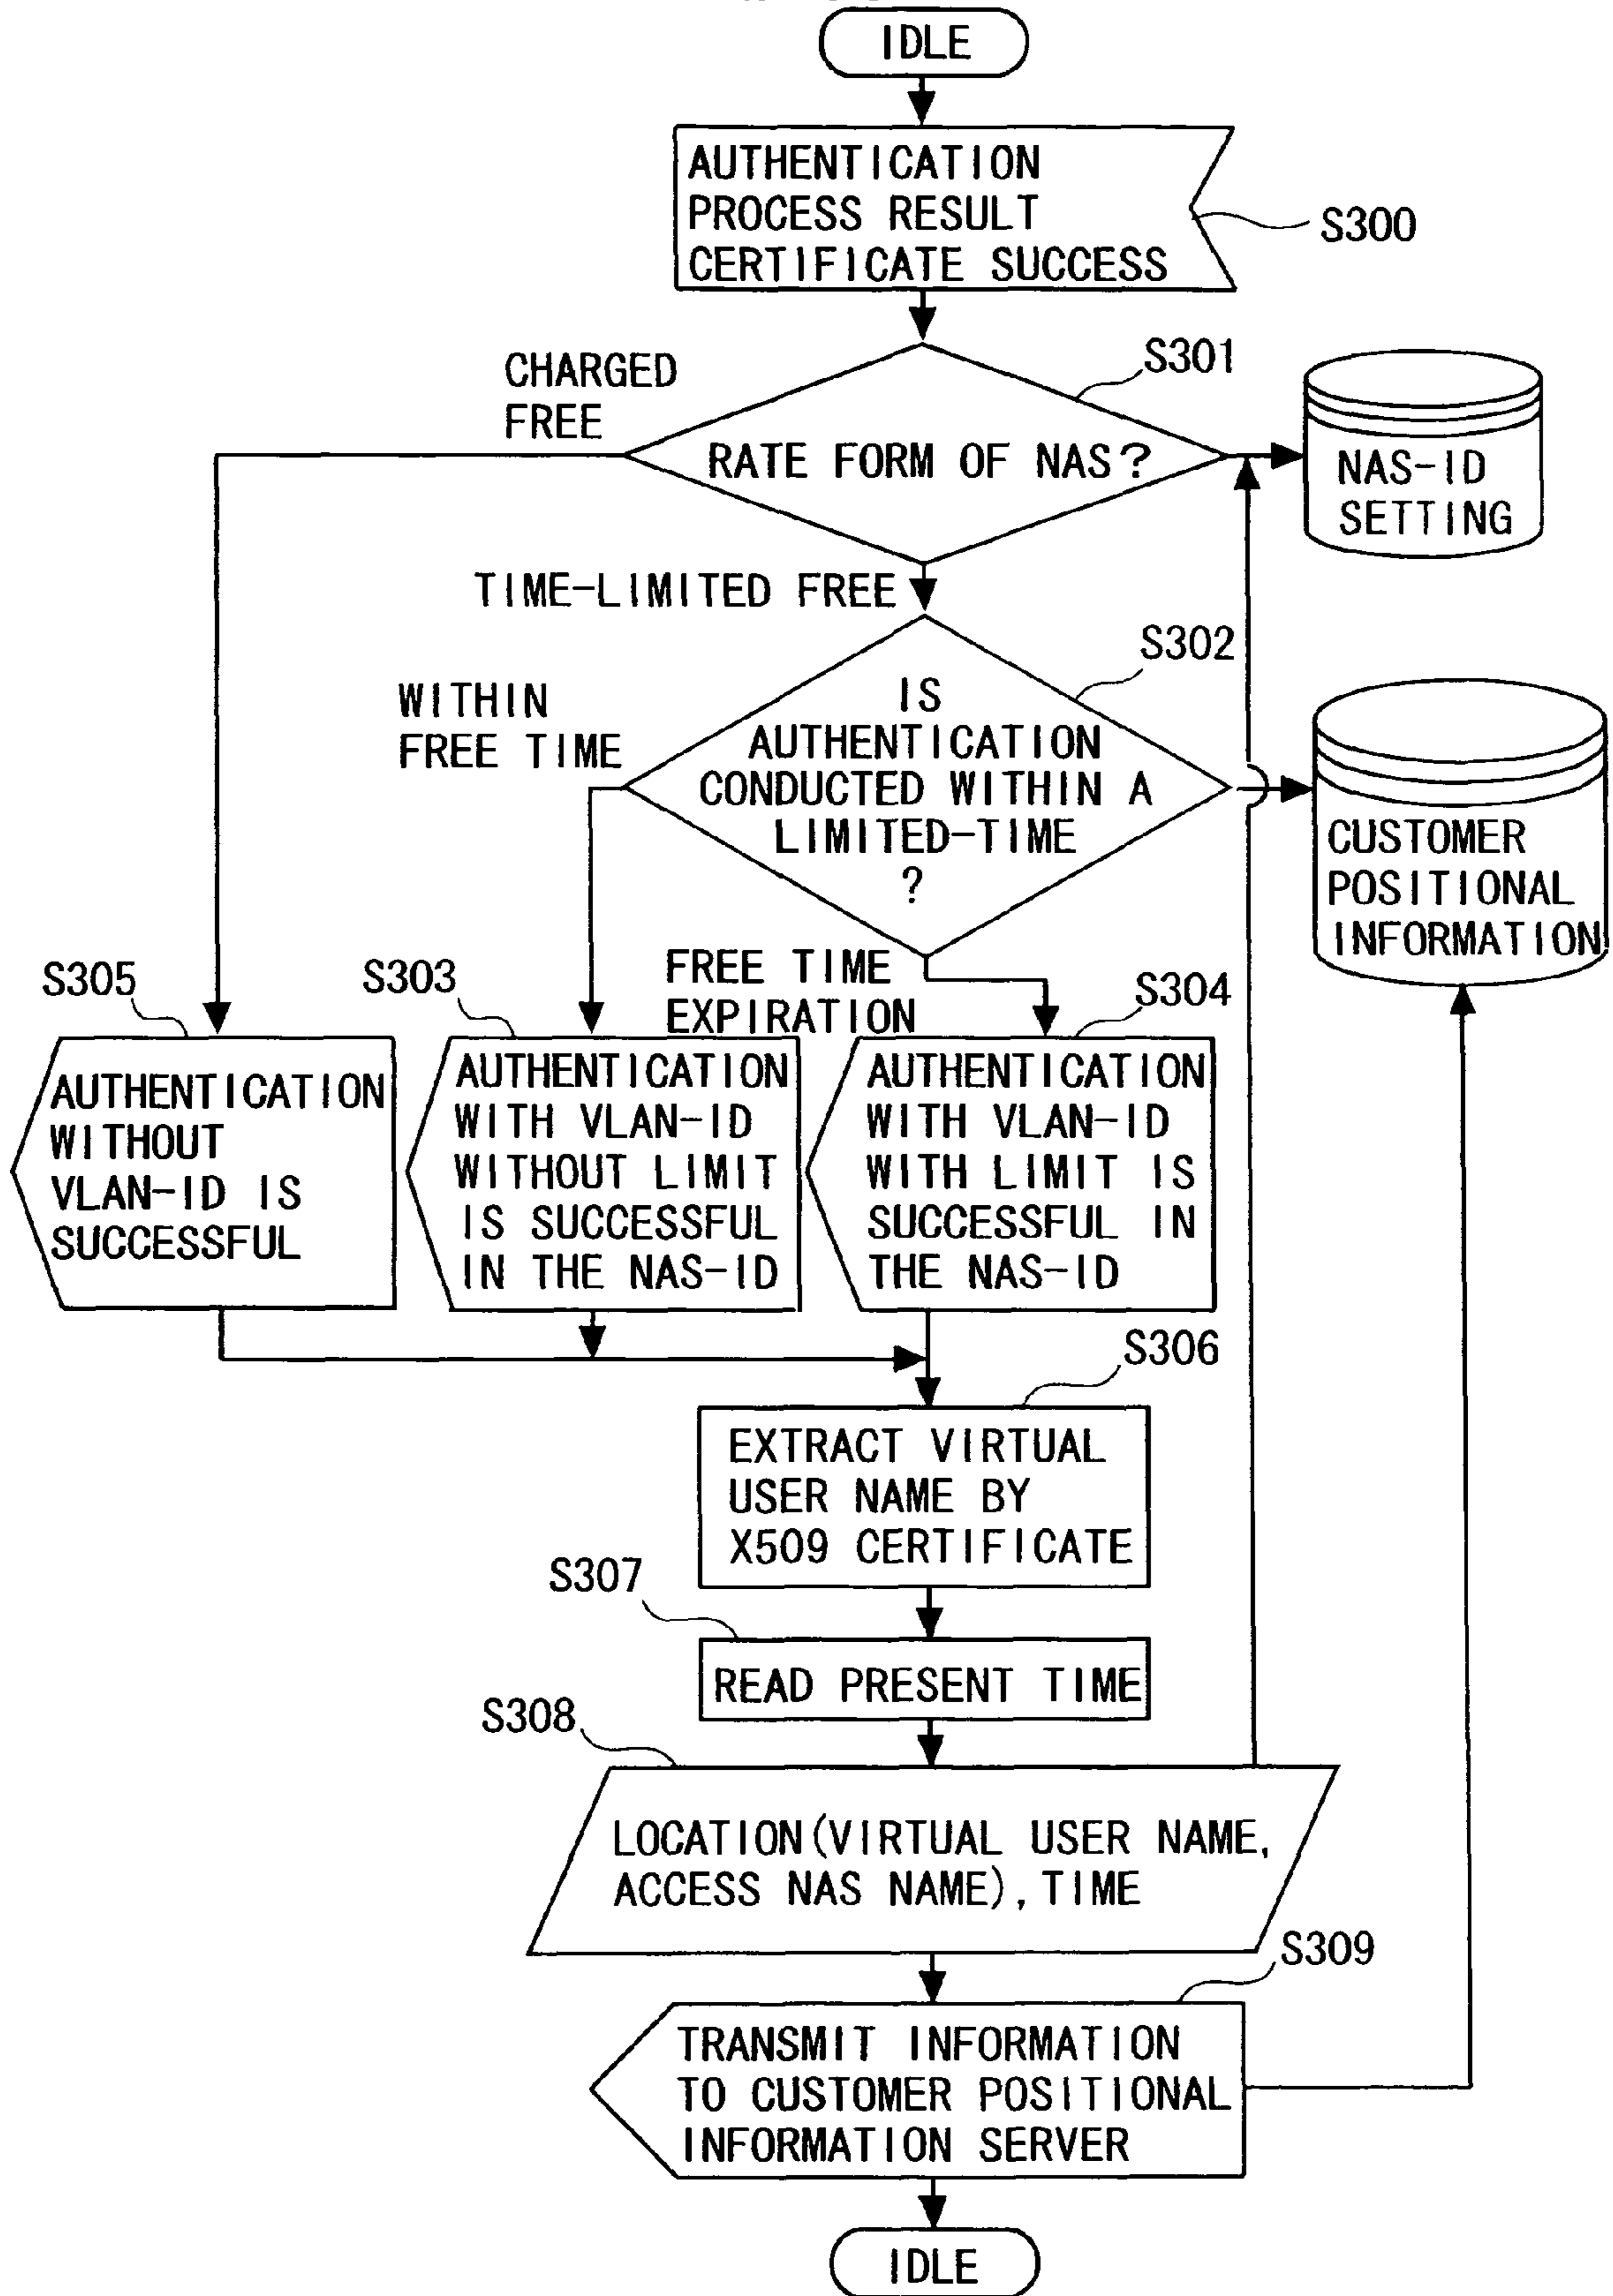 IDLE
AUTHENTICATION
PROCESS RESULT
CERTIFICATE SUCCESS
S300
CHARGED
FREE
S301
RATE FORM OF NAS?
NAS-ID
SETTING
TIME-LIMITED FREE
S302
WITHIN
FREE TIME
IS
AUTHENTICATION
CONDUCTED WITHIN A
LIMITED-TIME
?
CUSTOMER
POSITIONAL
INFORMATION
FREE TIME
EXPIRATION
S305
S303
S304
AUTHENTICATION
WITHOUT
VLAN-ID IS
SUCCESSFUL
AUTHENTICATION
WITH VLAN-ID
WITHOUT LIMIT
IS SUCCESSFUL
IN THE NAS-ID
AUTHENTICATION
WITH VLAN-ID
WITH LIMIT IS
SUCCESSFUL IN
THE NAS-ID
S306
EXTRACT VIRTUAL
USER NAME BY
X509 CERTIFICATE
S307
READ PRESENT TIME
S308
LOCATION(VIRTUAL USER NAME,
ACCESS NAS NAME),TIME
S309
TRANSMIT INFORMATION
TO CUSTOMER POSITIONAL
INFORMATION SERVER
IDLE